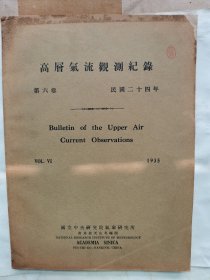 高層氣流觀測紀錄
第六卷 民國二十四年
Bulletin of the Upper Air
Current Observations
VOL. VI 1935
國立中央研究院氣象研究所
NATIONAL RESEARCH INSTITUTE OF METEOROLOGY
ACADEMIA SINICA